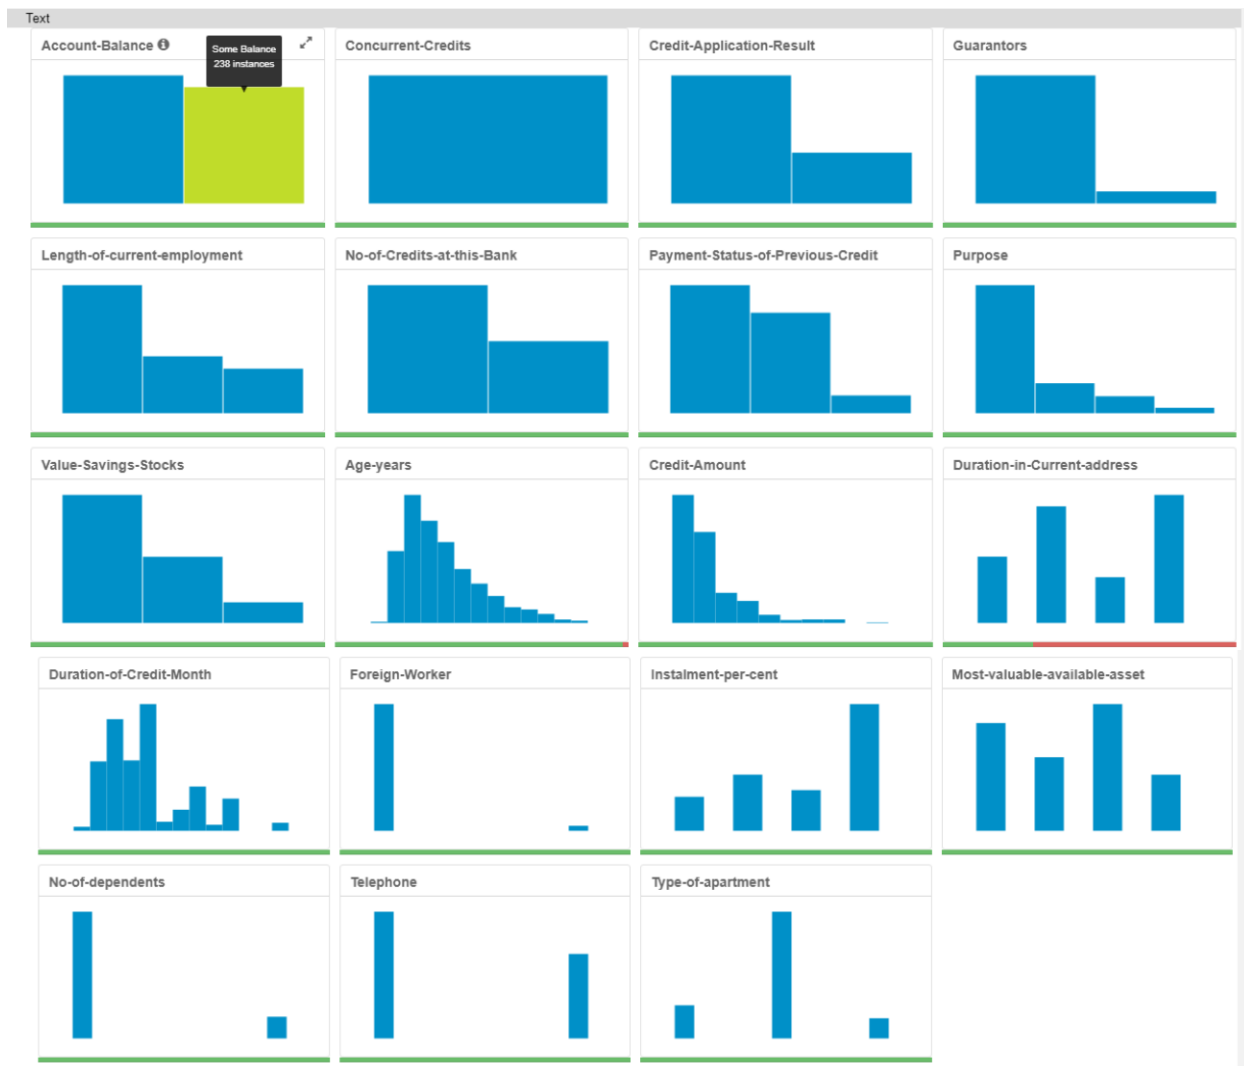 Text
Account-Balance
Some Balance
238 instances
Concurrent-Credits
Credit-Application-Result
Guarantors
Length-of-current-employment
No-of-Credits-at-this-Bank
Payment-Status-of-Previous-Credit
Purpose
Value-Savings-Stocks
Age-years
Credit-Amount
Duration-in-Current-address
Duration-of-Credit-Month
Foreign-Worker
Instalment-per-cent
Most-valuable-available-asset
No-of-dependents
Telephone
Type-of-apartment